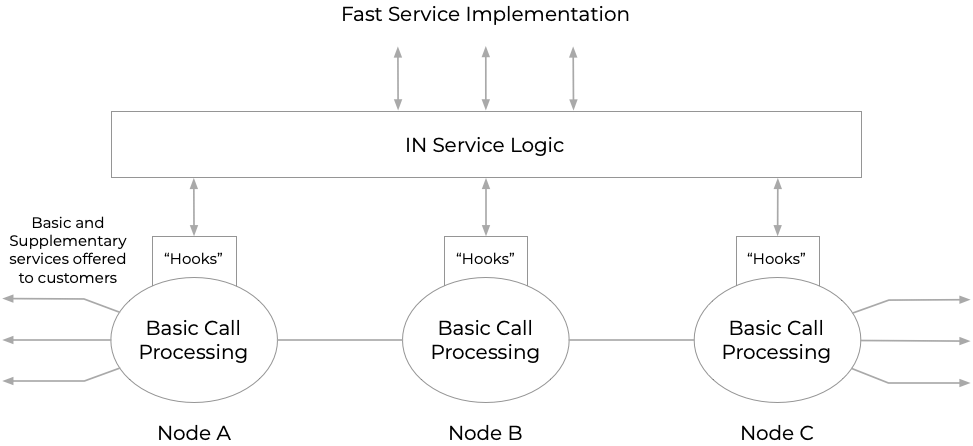 Fast Service Implementation
IN Service Logic
Basic and
Supplementary
services offered
to customers
“Hooks”
“Hooks”
“Hooks”
Basic Call
Processing
Basic Call
Processing
Basic Call
Processing
Node A
Node B
Node C